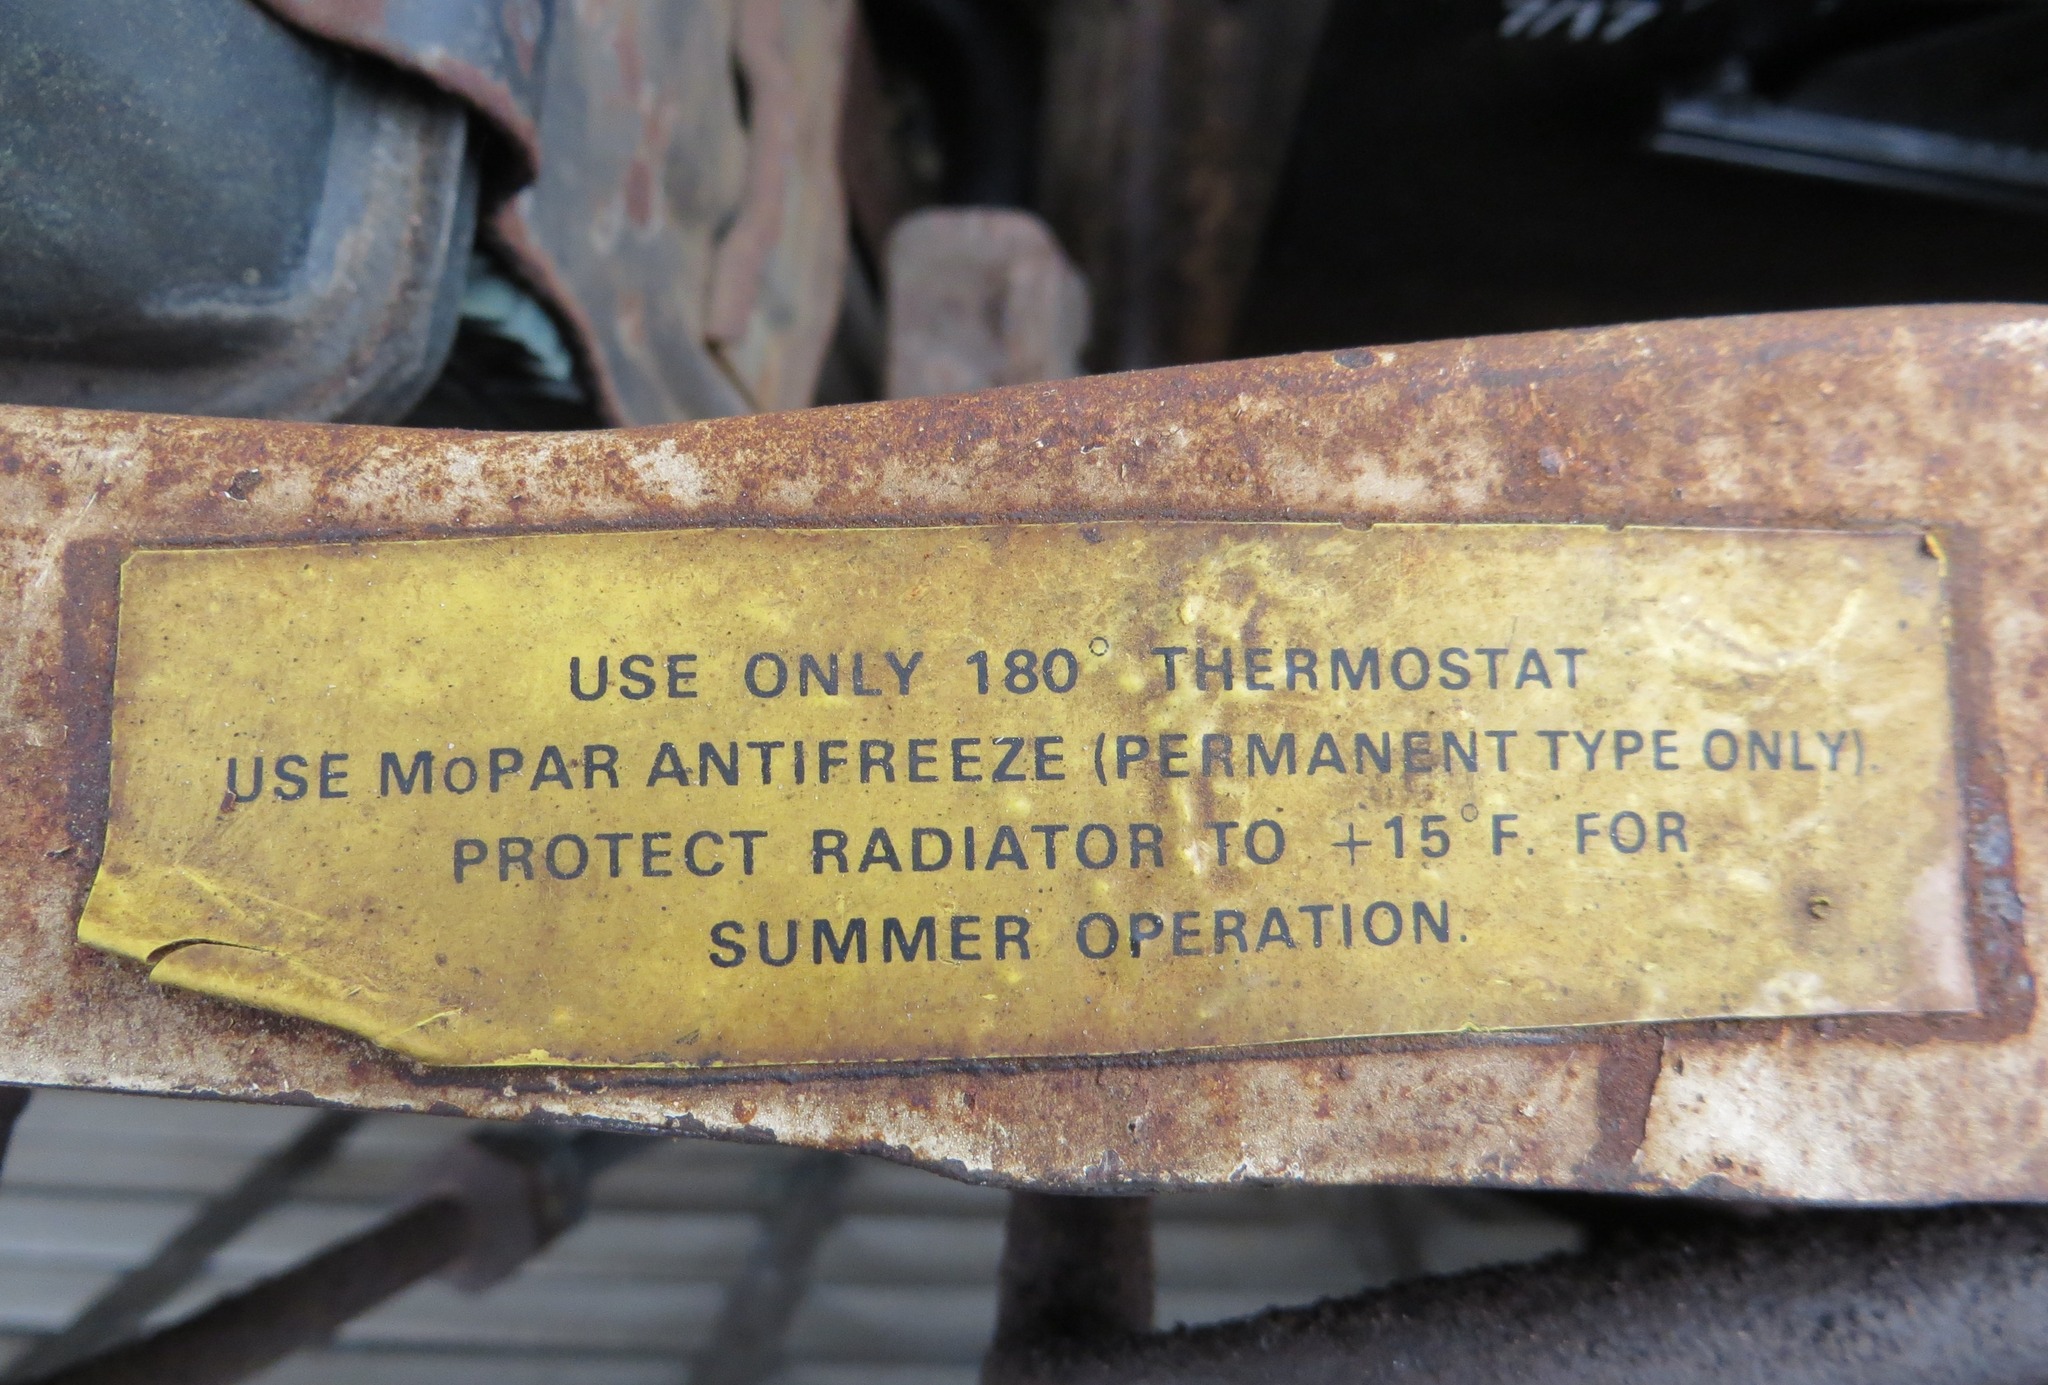 USE ONLY 180° THERMOSTAT
USE MoPAR ANTIFREEZE (PERMANENT TYPE ONLY).
PROTECT RADIATOR TO +15°F. FOR
SUMMER OPERATION.